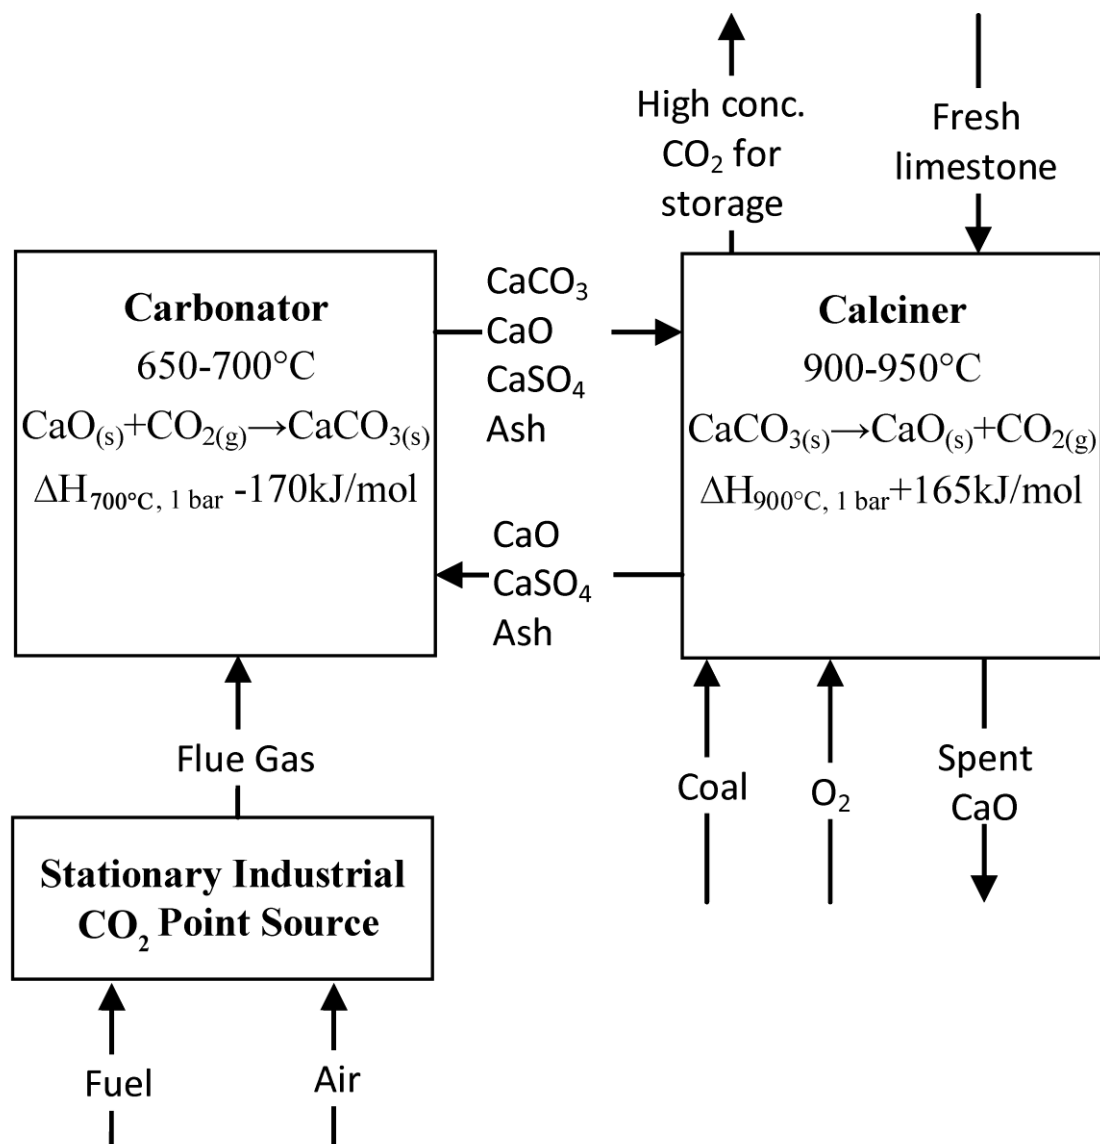 High conc.
CO₂ for
storage
Fresh
limestone
Carbonator
650-700°C
CaO(s)+CO₂(g)→CaCO₃(s)
ΔH700°C, 1 bar -170kJ/mol
CaCO₃
CaO
CaSO₄
Ash
Calciner
900-950°C
CaCO₃(s)→CaO(s)+CO₂(g)
ΔH900°C, 1 bar+165kJ/mol
CaO
CaSO₄
Ash
Flue Gas
Coal
O₂
Spent
CaO
Stationary Industrial
CO₂ Point Source
Fuel
Air